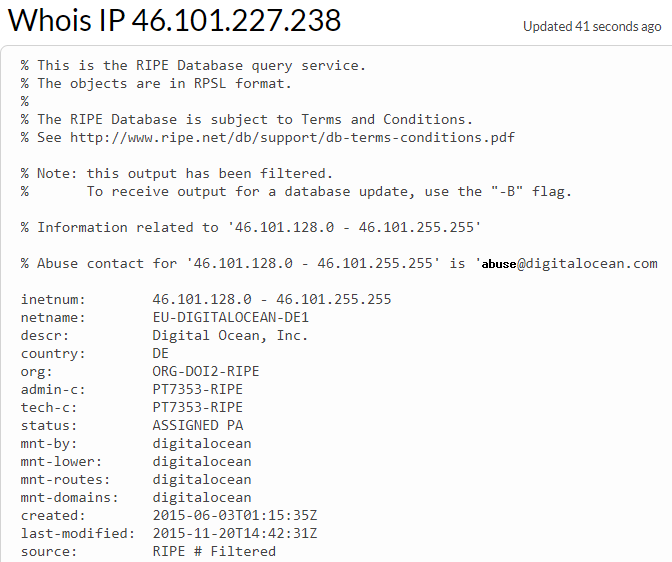 Whois IP 46.101.227.238
Updated 41 seconds ago
% This is the RIPE Database query service.
% The objects are in RPSL format.
%
% The RIPE Database is subject to Terms and Conditions.
% See http://www.ripe.net/db/support/db-terms-conditions.pdf
% Note: this output has been filtered.
% To receive output for a database update, use the "-B" flag.
% Information related to '46.101.128.0 - 46.101.255.255'
% Abuse contact for '46.101.128.0 - 46.101.255.255' is 'abuse@digitalocean.com
inetnum: 46.101.128.0 - 46.101.255.255
netname: EU-DIGITALOCEAN-DE1
descr: Digital Ocean, Inc.
country: DE
org: ORG-DOI2-RIPE
admin-c: PT7353-RIPE
tech-c: PT7353-RIPE
status: ASSIGNED PA
mnt-by: digitalocean
mnt-lower: digitalocean
mnt-routes: digitalocean
mnt-domains: digitalocean
created: 2015-06-03T01:15:35Z
last-modified: 2015-11-20T14:42:31Z
source: RIPE # Filtered